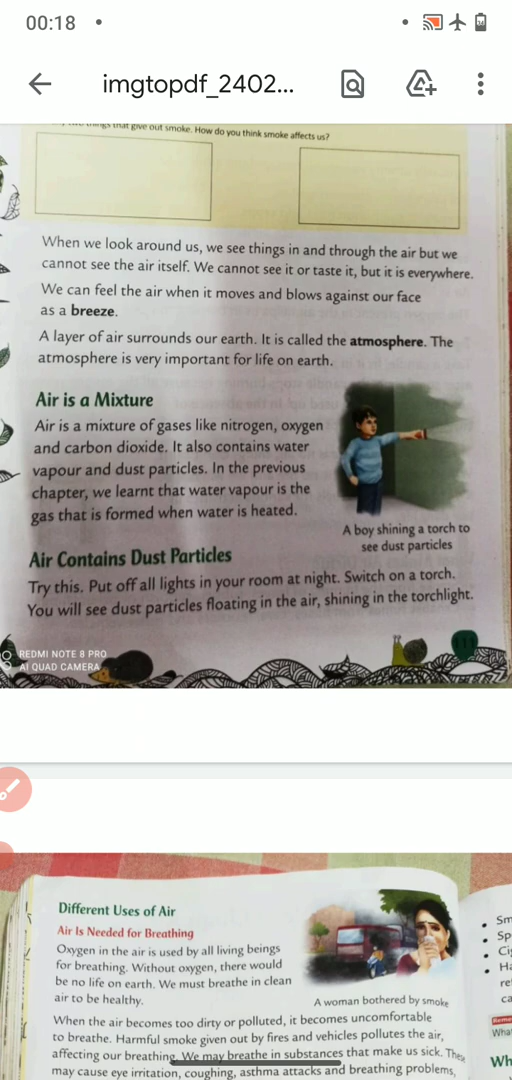 00:18
imgtopdf_2402...
things that give out smoke. How do you think smoke affects us?
When we look around us, we see things in and through the air but we
cannot see the air itself. We cannot see it or taste it, but it is everywhere.
We can feel the air when it moves and blows against our face
as a breeze.
A layer of air surrounds our earth. It is called the atmosphere. The
atmosphere is very important for life on earth.
Air is a Mixture
Air is a mixture of gases like nitrogen, oxygen
and carbon dioxide. It also contains water
vapour and dust particles. In the previous
chapter, we learnt that water vapour is the
gas that is formed when water is heated.
A boy shining a torch to
see dust particles
Air Contains Dust Particles
Try this. Put off all lights in your room at night. Switch on a torch.
You will see dust particles floating in the air, shining in the torchlight.
REDMI NOTE 8 PRO
AI QUAD CAMERA
Different Uses of Air
Air Is Needed for Breathing
Oxygen in the air is used by all living beings
for breathing. Without oxygen, there would
be no life on earth. We must breathe in clean
air to be healthy.
A woman bothered by smoke
When the air becomes too dirty or polluted, it becomes uncomfortable
to breathe. Harmful smoke given out by fires and vehicles pollutes the air,
affecting our breathing. We may breathe in substances that make us sick. These
may cause eye irritation, coughing, asthma attacks and breathing problems,
• Sm
• Sp
• Ci
• Ha
re
ca
Wha
Wh